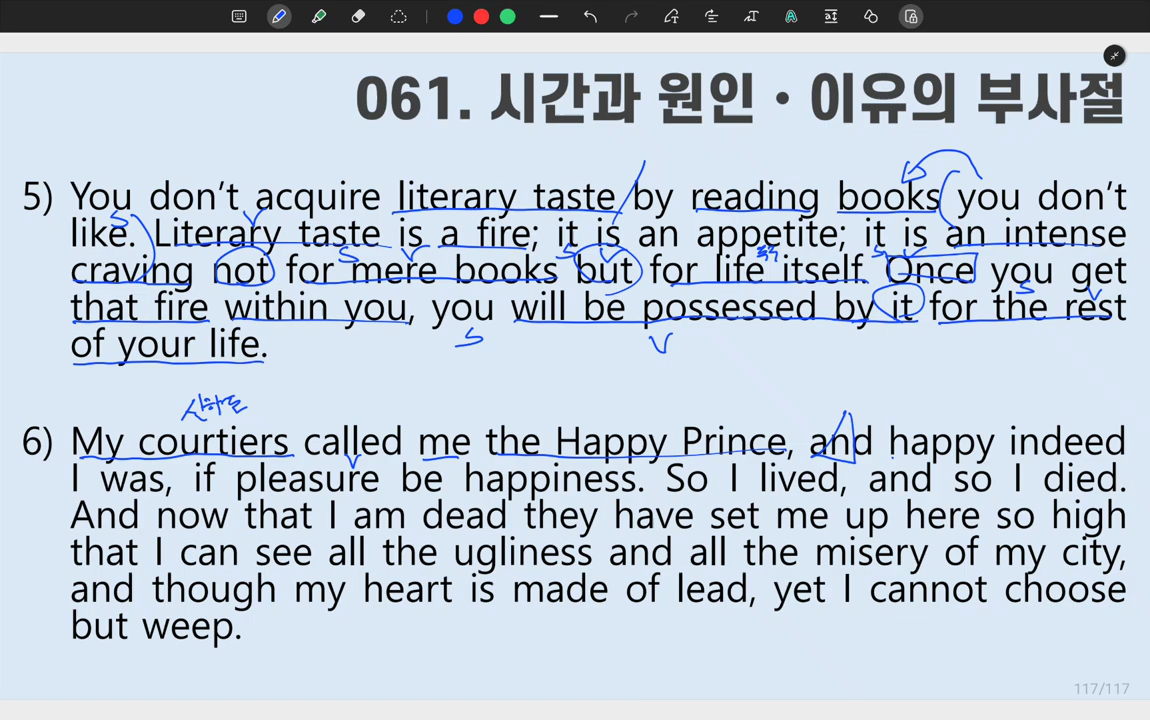 061. 시간과 원인・이유의 부사절
5) You don't acquire literary taste by reading books you don't
like. Literary taste is a fire; it is an appetite; it is an intense
craving not for mere books but for life itself. Once you get
that fire within you, you will be possessed by it for the rest
of your life.
S V
S V S V S V
S V
S V
신하들
6) My courtiers called me the Happy Prince, and happy indeed
V
I was, if pleasure be happiness. So I lived, and so I died.
And now that I am dead they have set me up here so high
that I can see all the ugliness and all the misery of my city,
and though my heart is made of lead, yet I cannot choose
but weep.
117/117